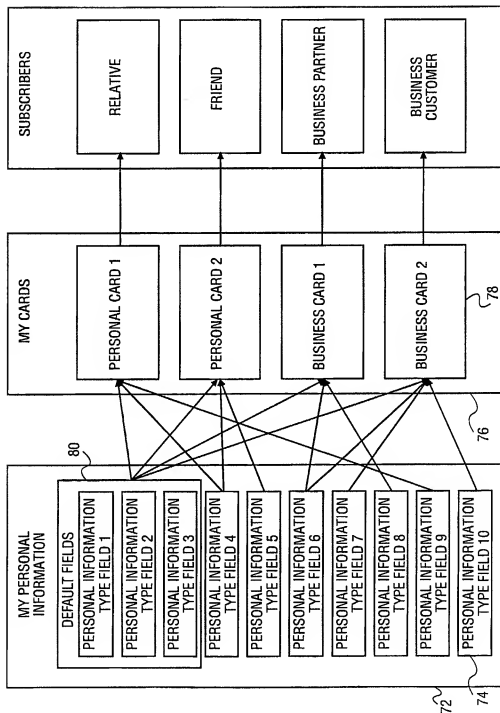 MY PERSONAL
INFORMATION
DEFAULT FIELDS
80
PERSONAL INFORMATION
TYPE FIELD 1
PERSONAL INFORMATION
TYPE FIELD 2
PERSONAL INFORMATION
TYPE FIELD 3
PERSONAL INFORMATION
TYPE FIELD 4
PERSONAL INFORMATION
TYPE FIELD 5
PERSONAL INFORMATION
TYPE FIELD 6
PERSONAL INFORMATION
TYPE FIELD 7
PERSONAL INFORMATION
TYPE FIELD 8
PERSONAL INFORMATION
TYPE FIELD 9
PERSONAL INFORMATION
TYPE FIELD 10
72
74
MY CARDS
PERSONAL CARD 1
PERSONAL CARD 2
BUSINESS CARD 1
BUSINESS CARD 2
76
78
SUBSCRIBERS
RELATIVE
FRIEND
BUSINESS PARTNER
BUSINESS
CUSTOMER